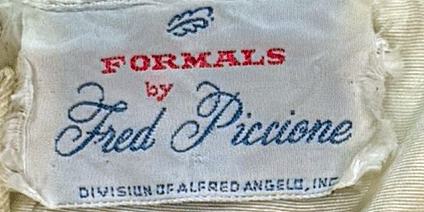 FORMALS
by
Fred Piccione
DIVISION OF ALFRED ANGELO, INC